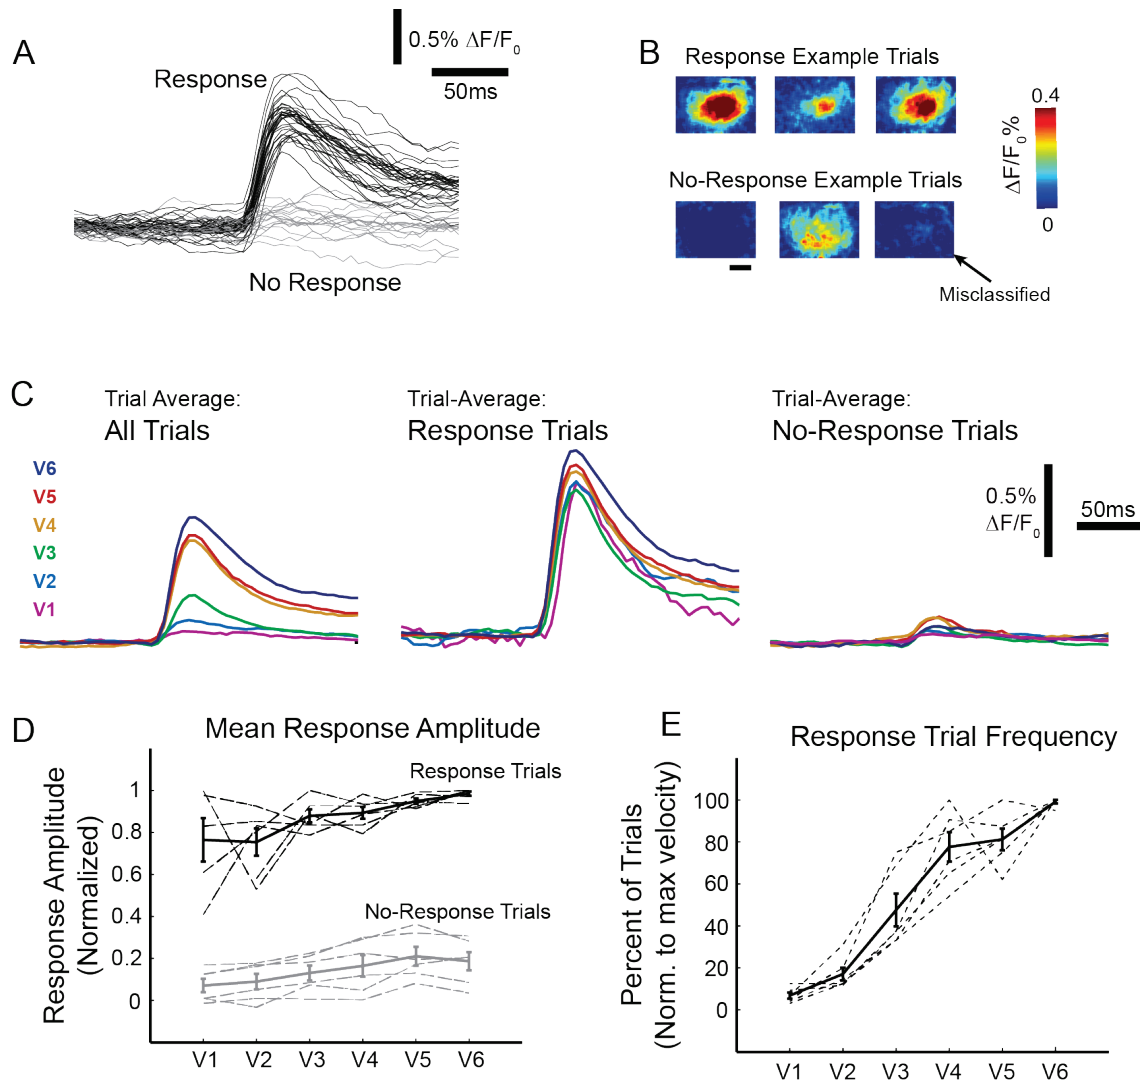 A
0.5% ΔF/F0
50ms
Response
No Response
B
Response Example Trials
No-Response Example Trials
Misclassified
0.4
ΔF/F0%
0
C
Trial Average:
All Trials
Trial-Average:
Response Trials
Trial-Average:
No-Response Trials
V6
V5
V4
V3
V2
V1
0.5%
ΔF/F0
50ms
D
Mean Response Amplitude
Response Amplitude
(Normalized)
Response Trials
No-Response Trials
1
0.8
0.6
0.4
0.2
0
V1 V2 V3 V4 V5 V6
E
Response Trial Frequency
Percent of Trials
(Norm. to max velocity)
100
80
60
40
20
0
V1 V2 V3 V4 V5 V6